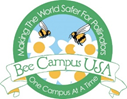 Making The World Safer For Pollinators
Bee Campus USA
One Campus At A Time